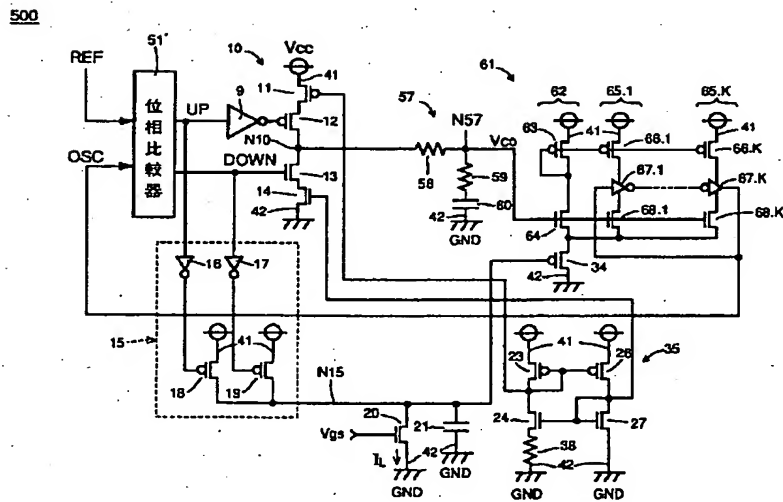 500
51'
REF
位相比較器
UP
OSC
DOWN
9
10
Vcc
41
11
12
N10
13
14
42
57
N57
58
59
60
42
GND
VCO
61
62
65.1
65.K
63
41
66.1
41
66.K
67.1
67.K
64
68.1
68.K
34
42
15
16
17
18
41
19
N15
20
Vgs
IL
21
42
GND
GND
23
41
26
35
24
27
38
42
GND
GND